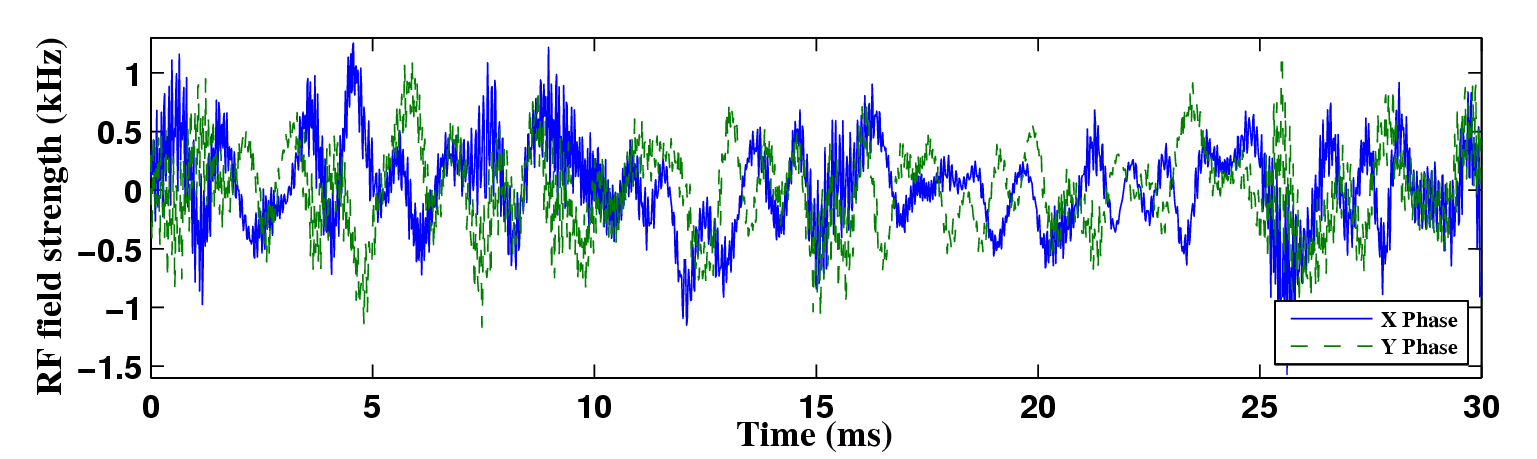 RF field strength (kHz)
1
0.5
0
−0.5
−1
−1.5
0 5 10 15 20 25 30
Time (ms)
X Phase
Y Phase